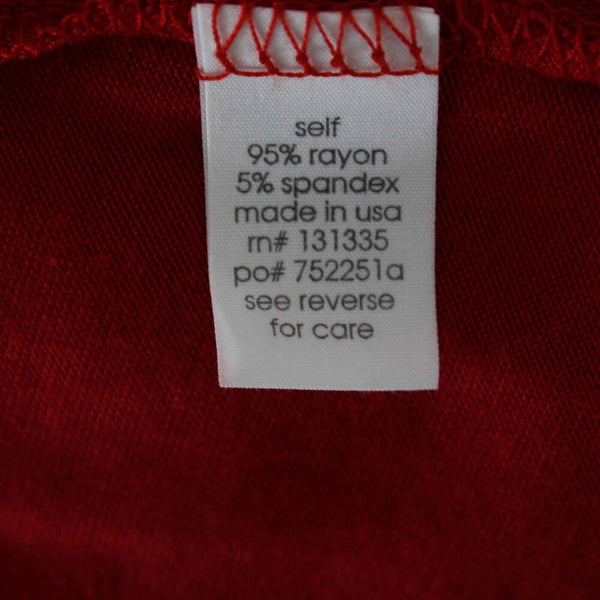 self
95% rayon
5% spandex
made in usa
rn# 131335
po# 752251a
see reverse
for care